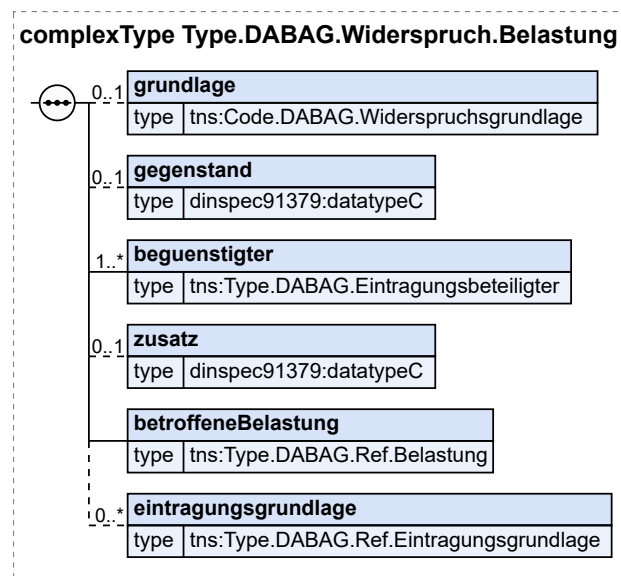 complexType Type.DABAG.Widerspruch.Belastung
0..1
grundlage
type tns:Code.DABAG.Widerspruchsgrundlage
0..1
gegenstand
type dinspec91379:datatypeC
1..*
beguenstigter
type tns:Type.DABAG.Eintragungsbeteiligter
0..1
zusatz
type dinspec91379:datatypeC
betroffeneBelastung
type tns:Type.DABAG.Ref.Belastung
0..*
eintragungsgrundlage
type tns:Type.DABAG.Ref.Eintragungsgrundlage